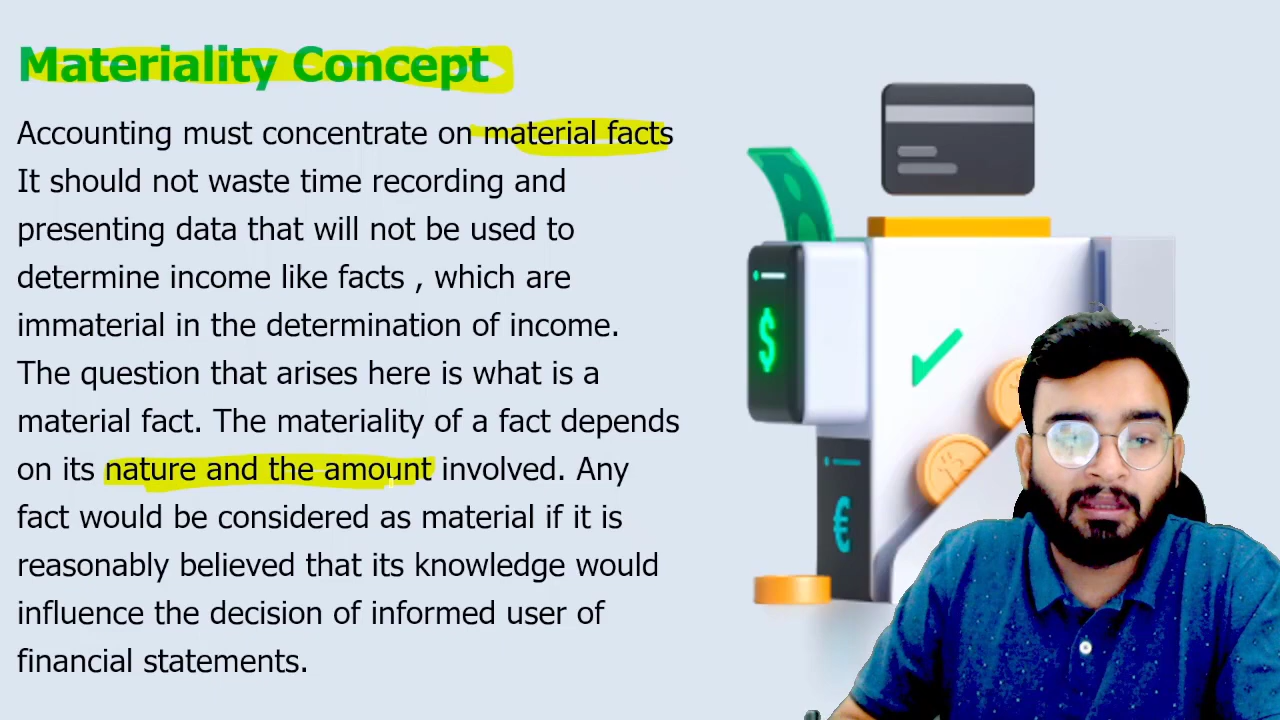 Materiality Concept
Accounting must concentrate on material facts
It should not waste time recording and
presenting data that will not be used to
determine income like facts , which are
immaterial in the determination of income.
The question that arises here is what is a
material fact. The materiality of a fact depends
on its nature and the amount involved. Any
fact would be considered as material if it is
reasonably believed that its knowledge would
influence the decision of informed user of
financial statements.
$
€